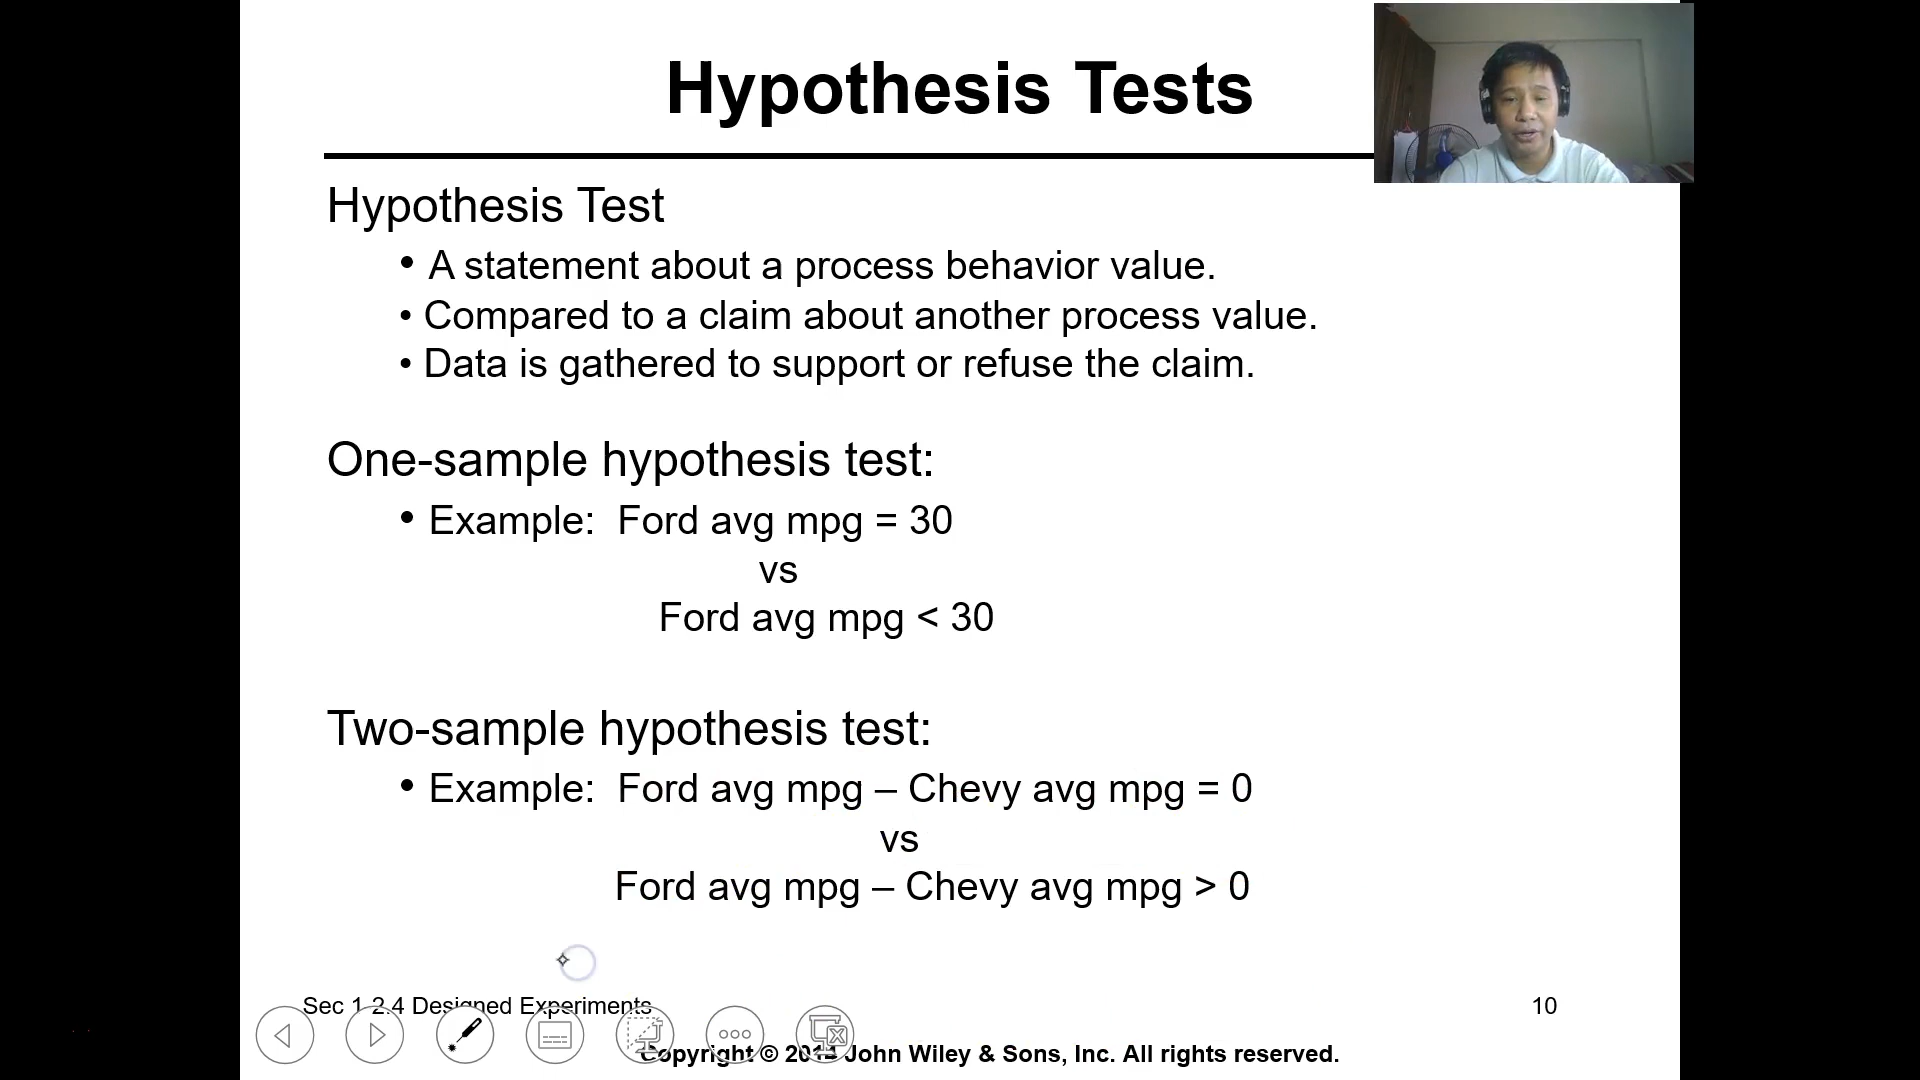 Hypothesis Tests
Hypothesis Test
• A statement about a process behavior value.
• Compared to a claim about another process value.
• Data is gathered to support or refuse the claim.
One-sample hypothesis test:
• Example: Ford avg mpg = 30
vs
Ford avg mpg < 30
Two-sample hypothesis test:
• Example: Ford avg mpg – Chevy avg mpg = 0
vs
Ford avg mpg – Chevy avg mpg > 0
Sec 1-2.4 Designed Experiments
10
Copyright © 2014 John Wiley & Sons, Inc. All rights reserved.